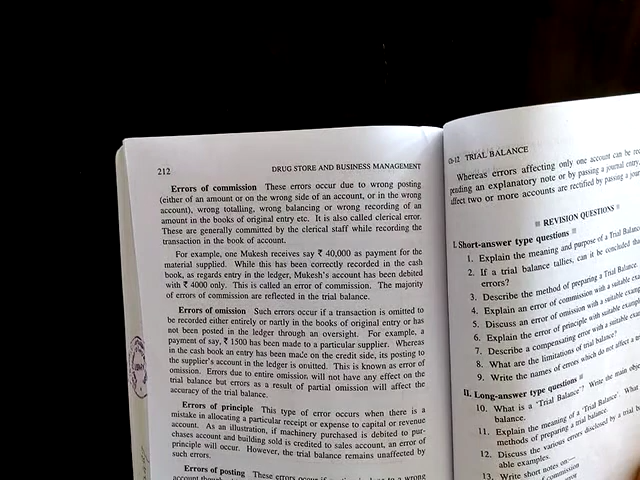 212
DRUG STORE AND BUSINESS MANAGEMENT
Errors of commission These errors occur due to wrong posting
(either of an amount or on the wrong side of an account, or in the wrong
account), wrong totalling, wrong balancing or wrong recording of an
amount in the books of original entry etc. It is also called clerical error.
These are generally committed by the clerical staff while recording the
transaction in the book of account.
For example, one Mukesh receives say ₹ 40,000 as payment for the
material supplied. While this has been correctly recorded in the cash
book, as regards entry in the ledger, Mukesh's account has been debited
with ₹ 4000 only. This is called an error of commission. The majority
of errors of commission are reflected in the trial balance.
Errors of omission Such errors occur if a transaction is omitted to
be recorded either entirely or nartly in the books of original entry or has
not been posted in the ledger through an oversight. For example, a
payment of say, ₹ 1500 has been made to a particular supplier. Whereas
in the cash book an entry has been made on the credit side, its posting to
the supplier's account in the ledger is omitted. This is known as error of
omission. Errors due to entire omission will not have any effect on the
trial balance but errors as a result of partial omission will affect the
accuracy of the trial balance.
Errors of principle This type of error occurs when there is a
mistake in allocating a particular receipt or expense to capital or revenue
account. As an illustration, if machinery purchased is debited to pur-
chases account and building sold is credited to sales account, an error of
principle will occur. However, the trial balance remains unaffected by
such errors.
Errors of posting These errors occur if
to a wrong
account though
Ch-12 TRIAL BALANCE
Whereas errors affecting only one account can be
pending an explanatory note or by passing a journal entry,
affect two or more accounts are rectified by passing a
REVISION QUESTIONS
I. Short-answer type questions
1. Explain the meaning and purpose of a Trial
2. If a trial balance tallies, can it be concluded
errors?
3. Describe the method of preparing a Trial Balance.
4. Explain an error of commission with a suitable
5. Discuss an error of omission with a suitable
6. Explain the error of principle with suitable
7. Describe a compensating error with a suitable
8. What are the limitations of trial balance?
9. Write the names of errors which do not affect a
II. Long-answer type questions
10. What is a 'Trial Balance'? Write the main
balance.
11. Explain the meaning of a 'Trial Balance'. What
methods of preparing a trial balance.
12. Discuss the various errors disclosed by a trial
able examples.
13. Write short notes on:—
of commission